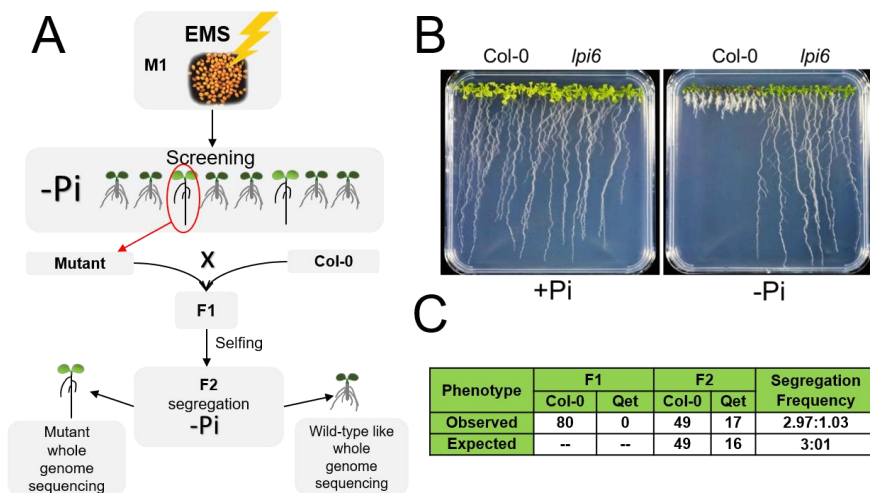 A
EMS
M1
Screening
-Pi
Mutant
X
Col-0
F1
Selfing
F2
segregation
-Pi
Mutant
whole
genome
sequencing
Wild-type like
whole
genome
sequencing
B
Col-0 lpi6 Col-0 lpi6
+Pi -Pi
C
Phenotype F1 F2 Segregation Frequency
Col-0 Qet Col-0 Qet
Observed 80 0 49 17 2.97:1.03
Expected -- -- 49 16 3:01